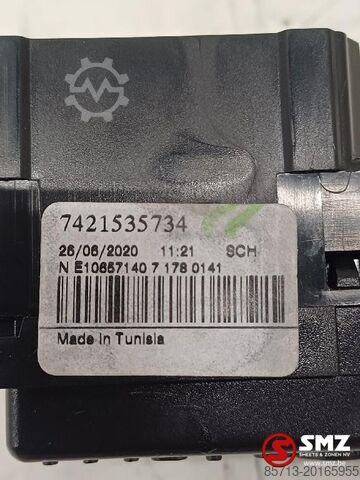 7421535734
26/06/2020 11:21 SCH
N E10657140 7 178 0141
Made in Tunisia
SMZ
SMEETS & ZONEN NV
85713-20165955